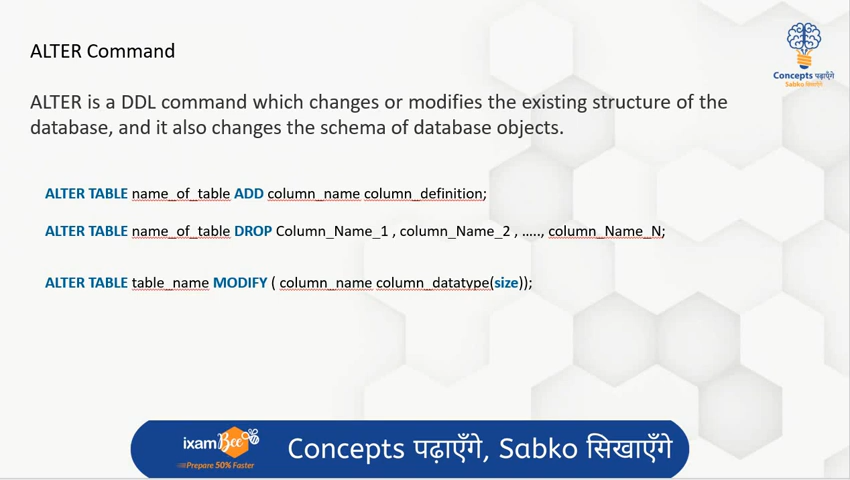 ALTER Command
Concepts पढ़ाएँगे
Sabko सिखाएँगे
ALTER is a DDL command which changes or modifies the existing structure of the
database, and it also changes the schema of database objects.
ALTER TABLE name_of_table ADD column_name column_definition;
ALTER TABLE name_of_table DROP Column_Name_1 , column_Name_2 , ....., column_Name_N;
ALTER TABLE table_name MODIFY ( column_name column_datatype(size));
ixamBee
Prepare 50% Faster
Concepts पढ़ाएँगे, Sabko सिखाएँगे